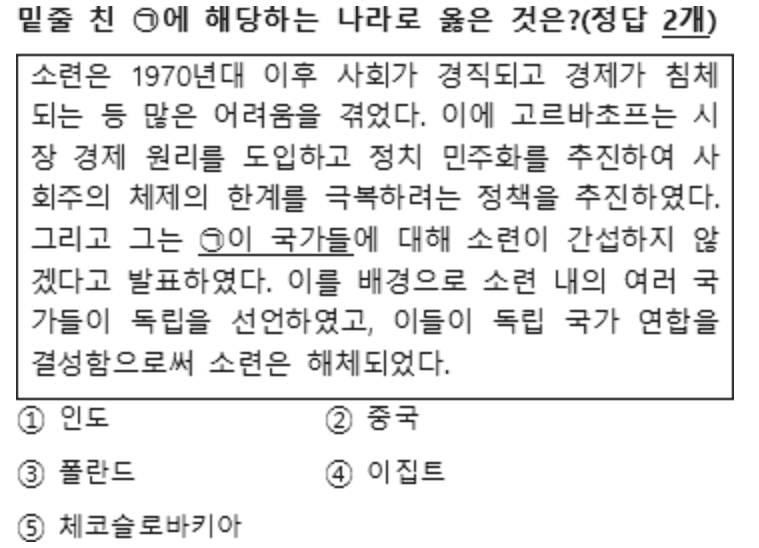 밑줄 친 ㉠에 해당하는 나라로 옳은 것은?(정답 2개)
소련은 1970년대 이후 사회가 경직되고 경제가 침체
되는 등 많은 어려움을 겪었다. 이에 고르바초프는 시
장 경제 원리를 도입하고 정치 민주화를 추진하여 사
회주의 체제의 한계를 극복하려는 정책을 추진하였다.
그리고 그는 ㉠이 국가들에 대해 소련이 간섭하지 않
겠다고 발표하였다. 이를 배경으로 소련 내의 여러 국
가들이 독립을 선언하였고, 이들이 독립 국가 연합을
결성함으로써 소련은 해체되었다.
① 인도 ② 중국
③ 폴란드 ④ 이집트
⑤ 체코슬로바키아